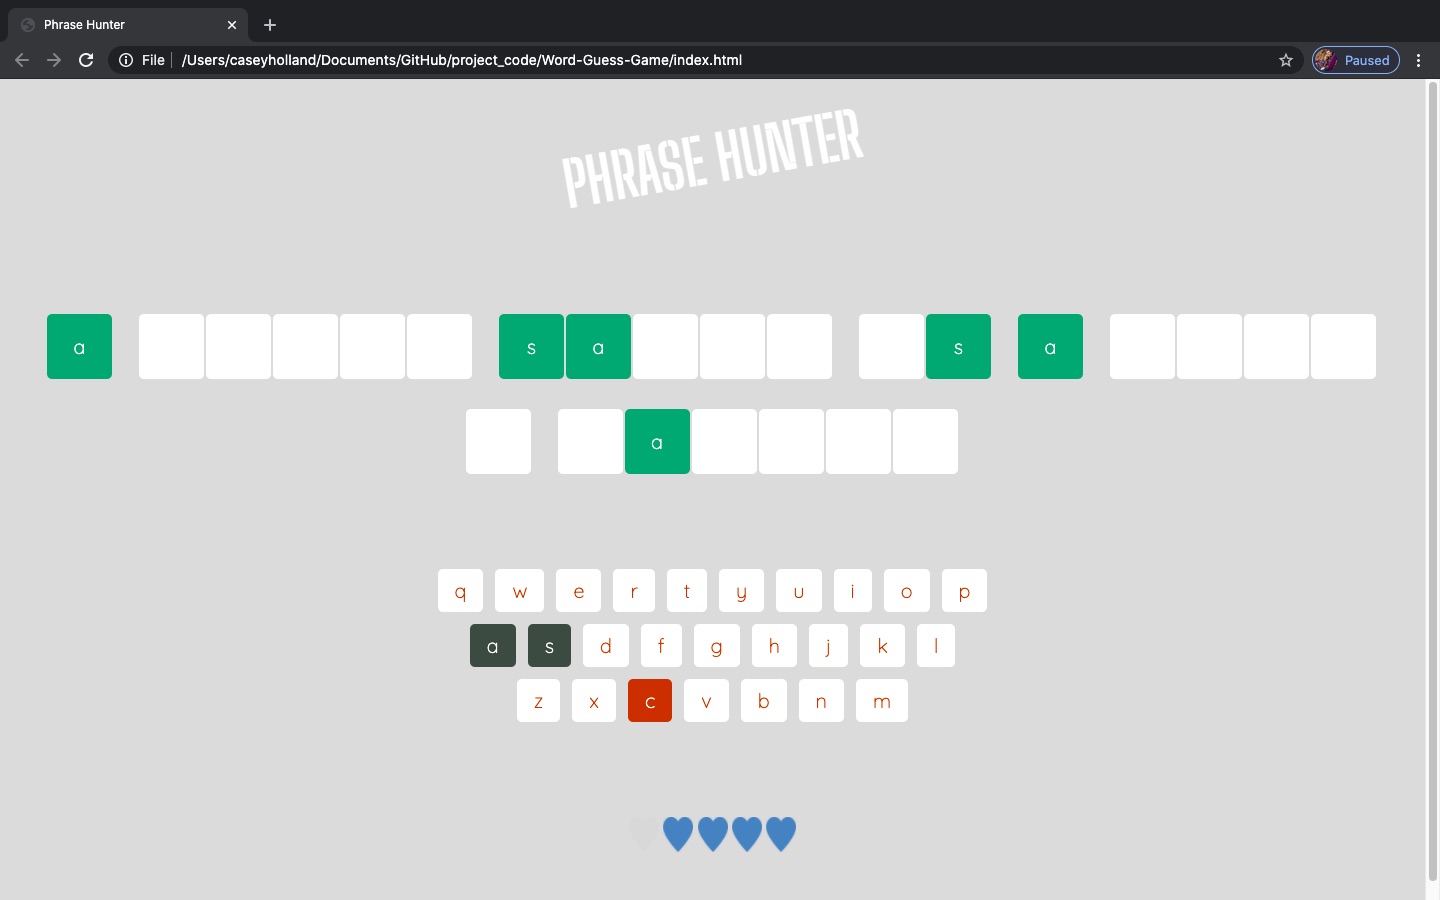 Phrase Hunter
File /Users/caseyholland/Documents/GitHub/project_code/Word-Guess-Game/index.html Paused
PHRASE HUNTER
a s a s a
a
q w e r t y u i o p
a s d f g h j k l
z x c v b n m